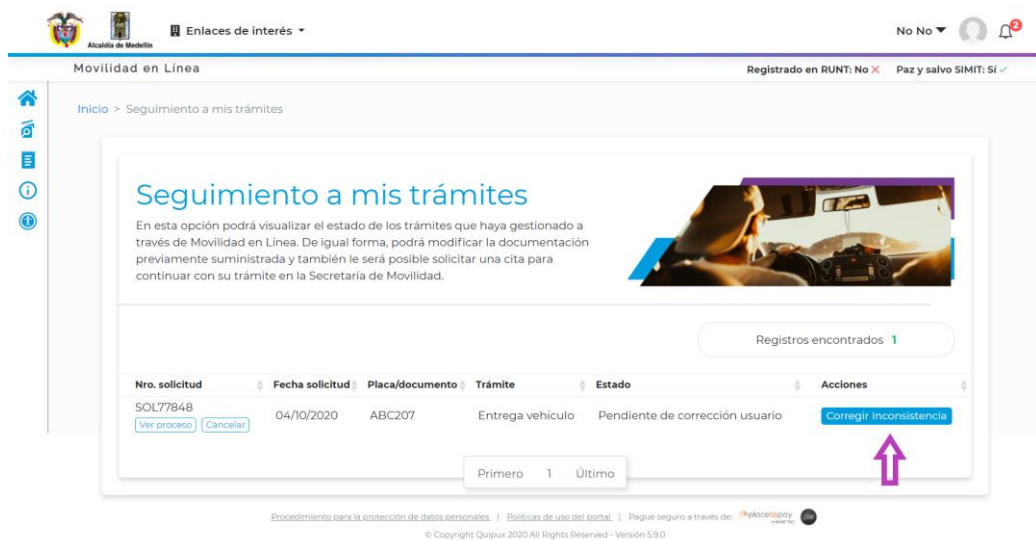 Alcaldía de Medellín
Enlaces de interés
No No
2
Movilidad en Línea
Registrado en RUNT: No Paz y salvo SIMIT: Sí
Inicio > Seguimiento a mis trámites
Seguimiento a mis trámites
En esta opción podrá visualizar el estado de los trámites que haya gestionado a
través de Movilidad en Línea. De igual forma, podrá modificar la documentación
previamente suministrada y también le será posible solicitar una cita para
continuar con su trámite en la Secretaría de Movilidad.
Registros encontrados 1
Nro. solicitud Fecha solicitud Placa/documento Trámite Estado Acciones
SOL77848 04/10/2020 ABC207 Entrega vehículo Pendiente de corrección usuario Corregir Inconsistencia
Ver proceso Cancelar
Primero 1 Último
Procedimiento para la protección de datos personales | Políticas de uso del portal | Pague seguro a través de: placetopay
© Copyright Quipux 2020 All Rights Reserved - Versión 5.9.0